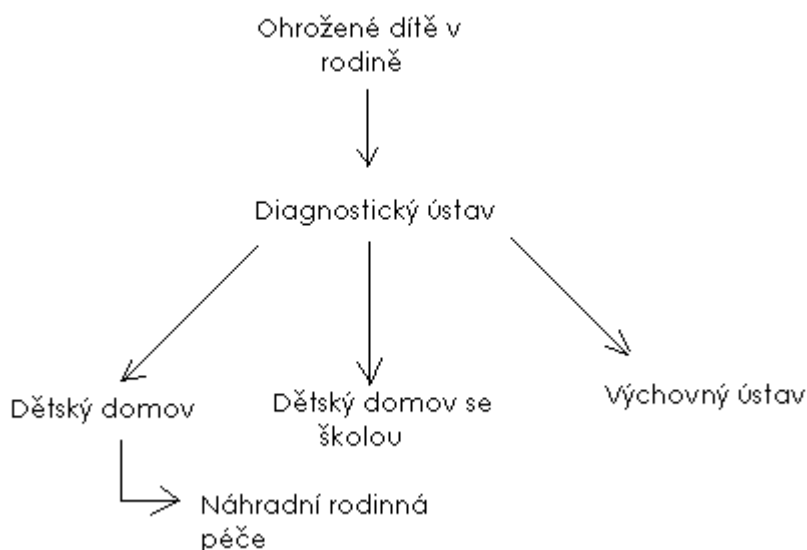 Ohrožené dítě v
rodině
Diagnostický ústav
Dětský domov
Dětský domov se
školou
Výchovný ústav
Náhradní rodinná
péče